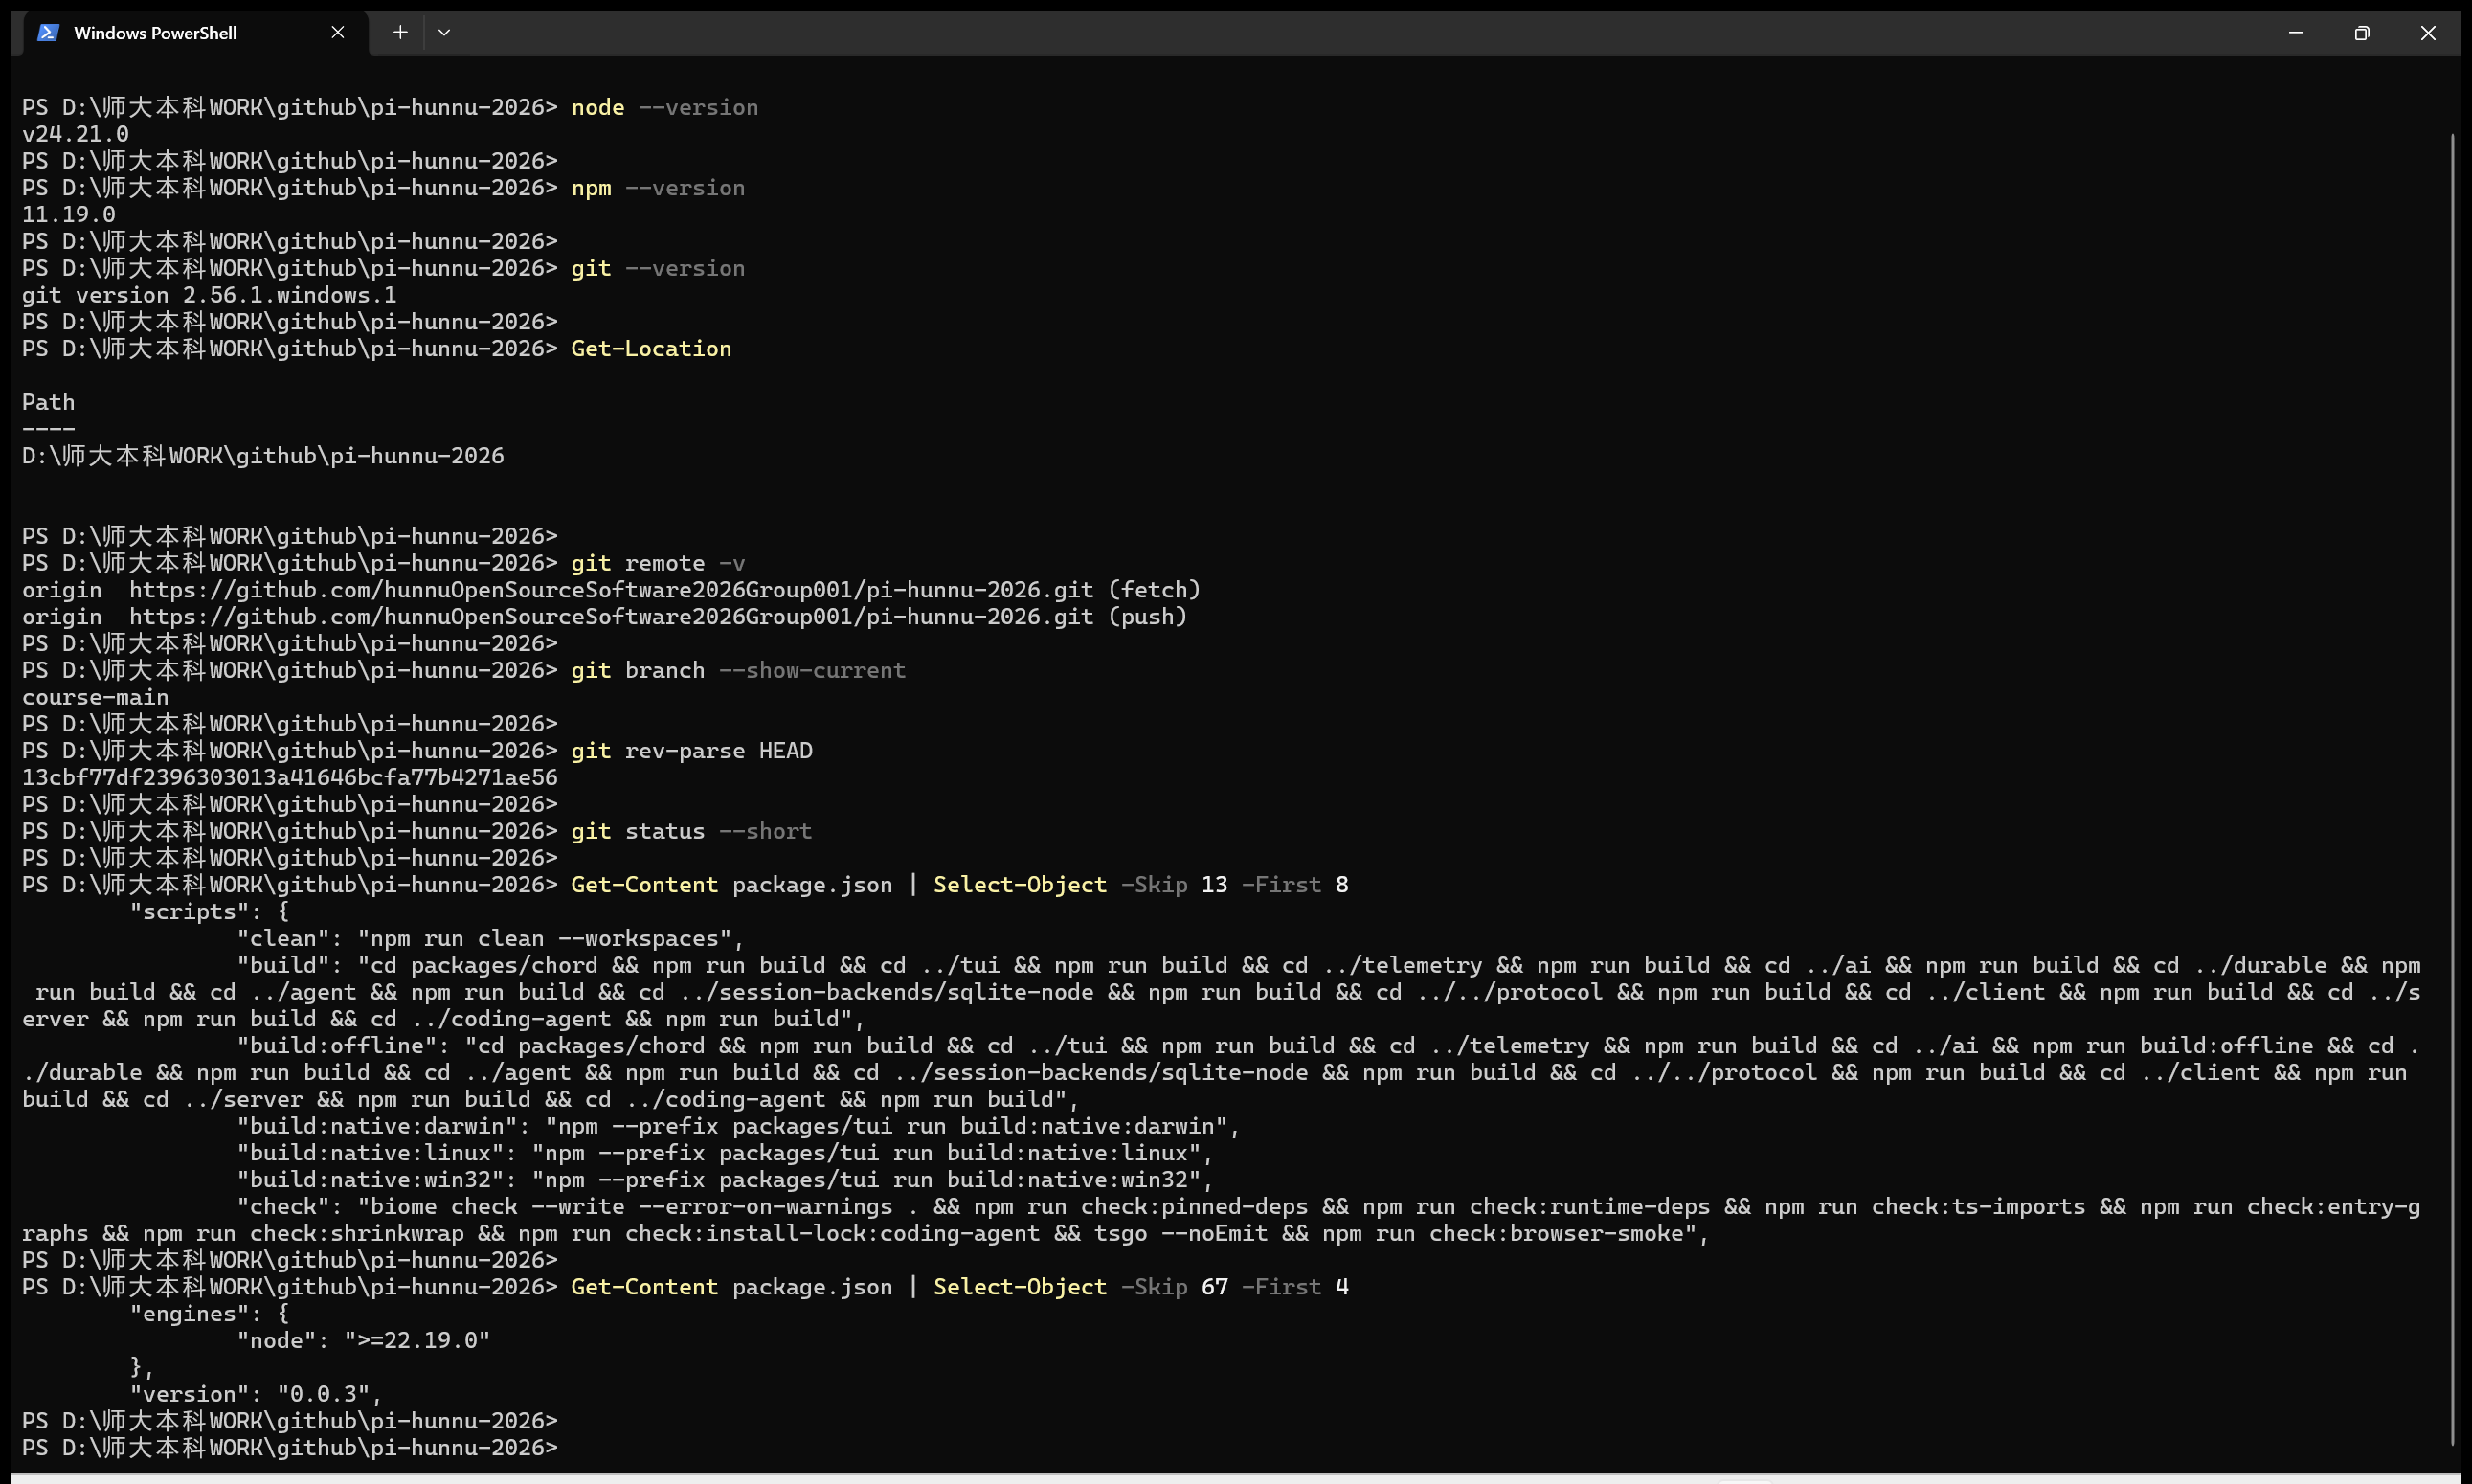 Windows PowerShell
PS D:\师大本科WORK\github\pi-hunnu-2026> node --version
v24.21.0
PS D:\师大本科WORK\github\pi-hunnu-2026>
PS D:\师大本科WORK\github\pi-hunnu-2026> npm --version
11.19.0
PS D:\师大本科WORK\github\pi-hunnu-2026>
PS D:\师大本科WORK\github\pi-hunnu-2026> git --version
git version 2.56.1.windows.1
PS D:\师大本科WORK\github\pi-hunnu-2026>
PS D:\师大本科WORK\github\pi-hunnu-2026> Get-Location
Path
----
D:\师大本科WORK\github\pi-hunnu-2026
PS D:\师大本科WORK\github\pi-hunnu-2026>
PS D:\师大本科WORK\github\pi-hunnu-2026> git remote -v
origin  https://github.com/hunnuOpenSourceSoftware2026Group001/pi-hunnu-2026.git (fetch)
origin  https://github.com/hunnuOpenSourceSoftware2026Group001/pi-hunnu-2026.git (push)
PS D:\师大本科WORK\github\pi-hunnu-2026>
PS D:\师大本科WORK\github\pi-hunnu-2026> git branch --show-current
course-main
PS D:\师大本科WORK\github\pi-hunnu-2026>
PS D:\师大本科WORK\github\pi-hunnu-2026> git rev-parse HEAD
13cbf77df2396303013a41646bcfa77b4271ae56
PS D:\师大本科WORK\github\pi-hunnu-2026>
PS D:\师大本科WORK\github\pi-hunnu-2026> git status --short
PS D:\师大本科WORK\github\pi-hunnu-2026>
PS D:\师大本科WORK\github\pi-hunnu-2026> Get-Content package.json | Select-Object -Skip 13 -First 8
        "scripts": {
                "clean": "npm run clean --workspaces",
                "build": "cd packages/chord && npm run build && cd ../tui && npm run build && cd ../telemetry && npm run build && cd ../ai && npm run build && cd ../durable && npm
 run build && cd ../agent && npm run build && cd ../session-backends/sqlite-node && npm run build && cd ../../protocol && npm run build && cd ../client && npm run build && cd ../s
erver && npm run build && cd ../coding-agent && npm run build",
                "build:offline": "cd packages/chord && npm run build && cd ../tui && npm run build && cd ../telemetry && npm run build && cd ../ai && npm run build:offline && cd .
./durable && npm run build && cd ../agent && npm run build && cd ../session-backends/sqlite-node && npm run build && cd ../../protocol && npm run build && cd ../client && npm run
build && cd ../server && npm run build && cd ../coding-agent && npm run build",
                "build:native:darwin": "npm --prefix packages/tui run build:native:darwin",
                "build:native:linux": "npm --prefix packages/tui run build:native:linux",
                "build:native:win32": "npm --prefix packages/tui run build:native:win32",
                "check": "biome check --write --error-on-warnings . && npm run check:pinned-deps && npm run check:runtime-deps && npm run check:ts-imports && npm run check:entry-g
raphs && npm run check:shrinkwrap && npm run check:install-lock:coding-agent && tsgo --noEmit && npm run check:browser-smoke",
PS D:\师大本科WORK\github\pi-hunnu-2026>
PS D:\师大本科WORK\github\pi-hunnu-2026> Get-Content package.json | Select-Object -Skip 67 -First 4
        "engines": {
                "node": ">=22.19.0"
        },
        "version": "0.0.3",
PS D:\师大本科WORK\github\pi-hunnu-2026>
PS D:\师大本科WORK\github\pi-hunnu-2026>